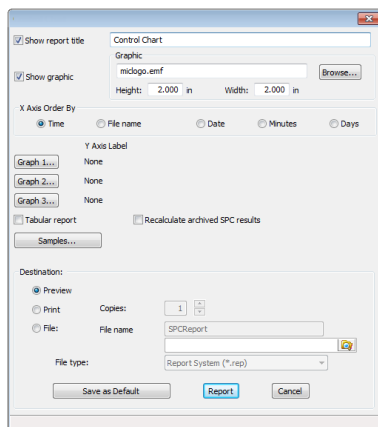 Show report title Control Chart
Graphic
Show graphic miclogo.emf Browse...
Height: 2.000 in Width: 2.000 in
X Axis Order By
Time File name Date Minutes Days
Y Axis Label
Graph 1... None
Graph 2... None
Graph 3... None
Tabular report Recalculate archived SPC results
Samples...
Destination:
Preview
Print Copies: 1
File: File name SPCReport
File type: Report System (*.rep)
Save as Default Report Cancel